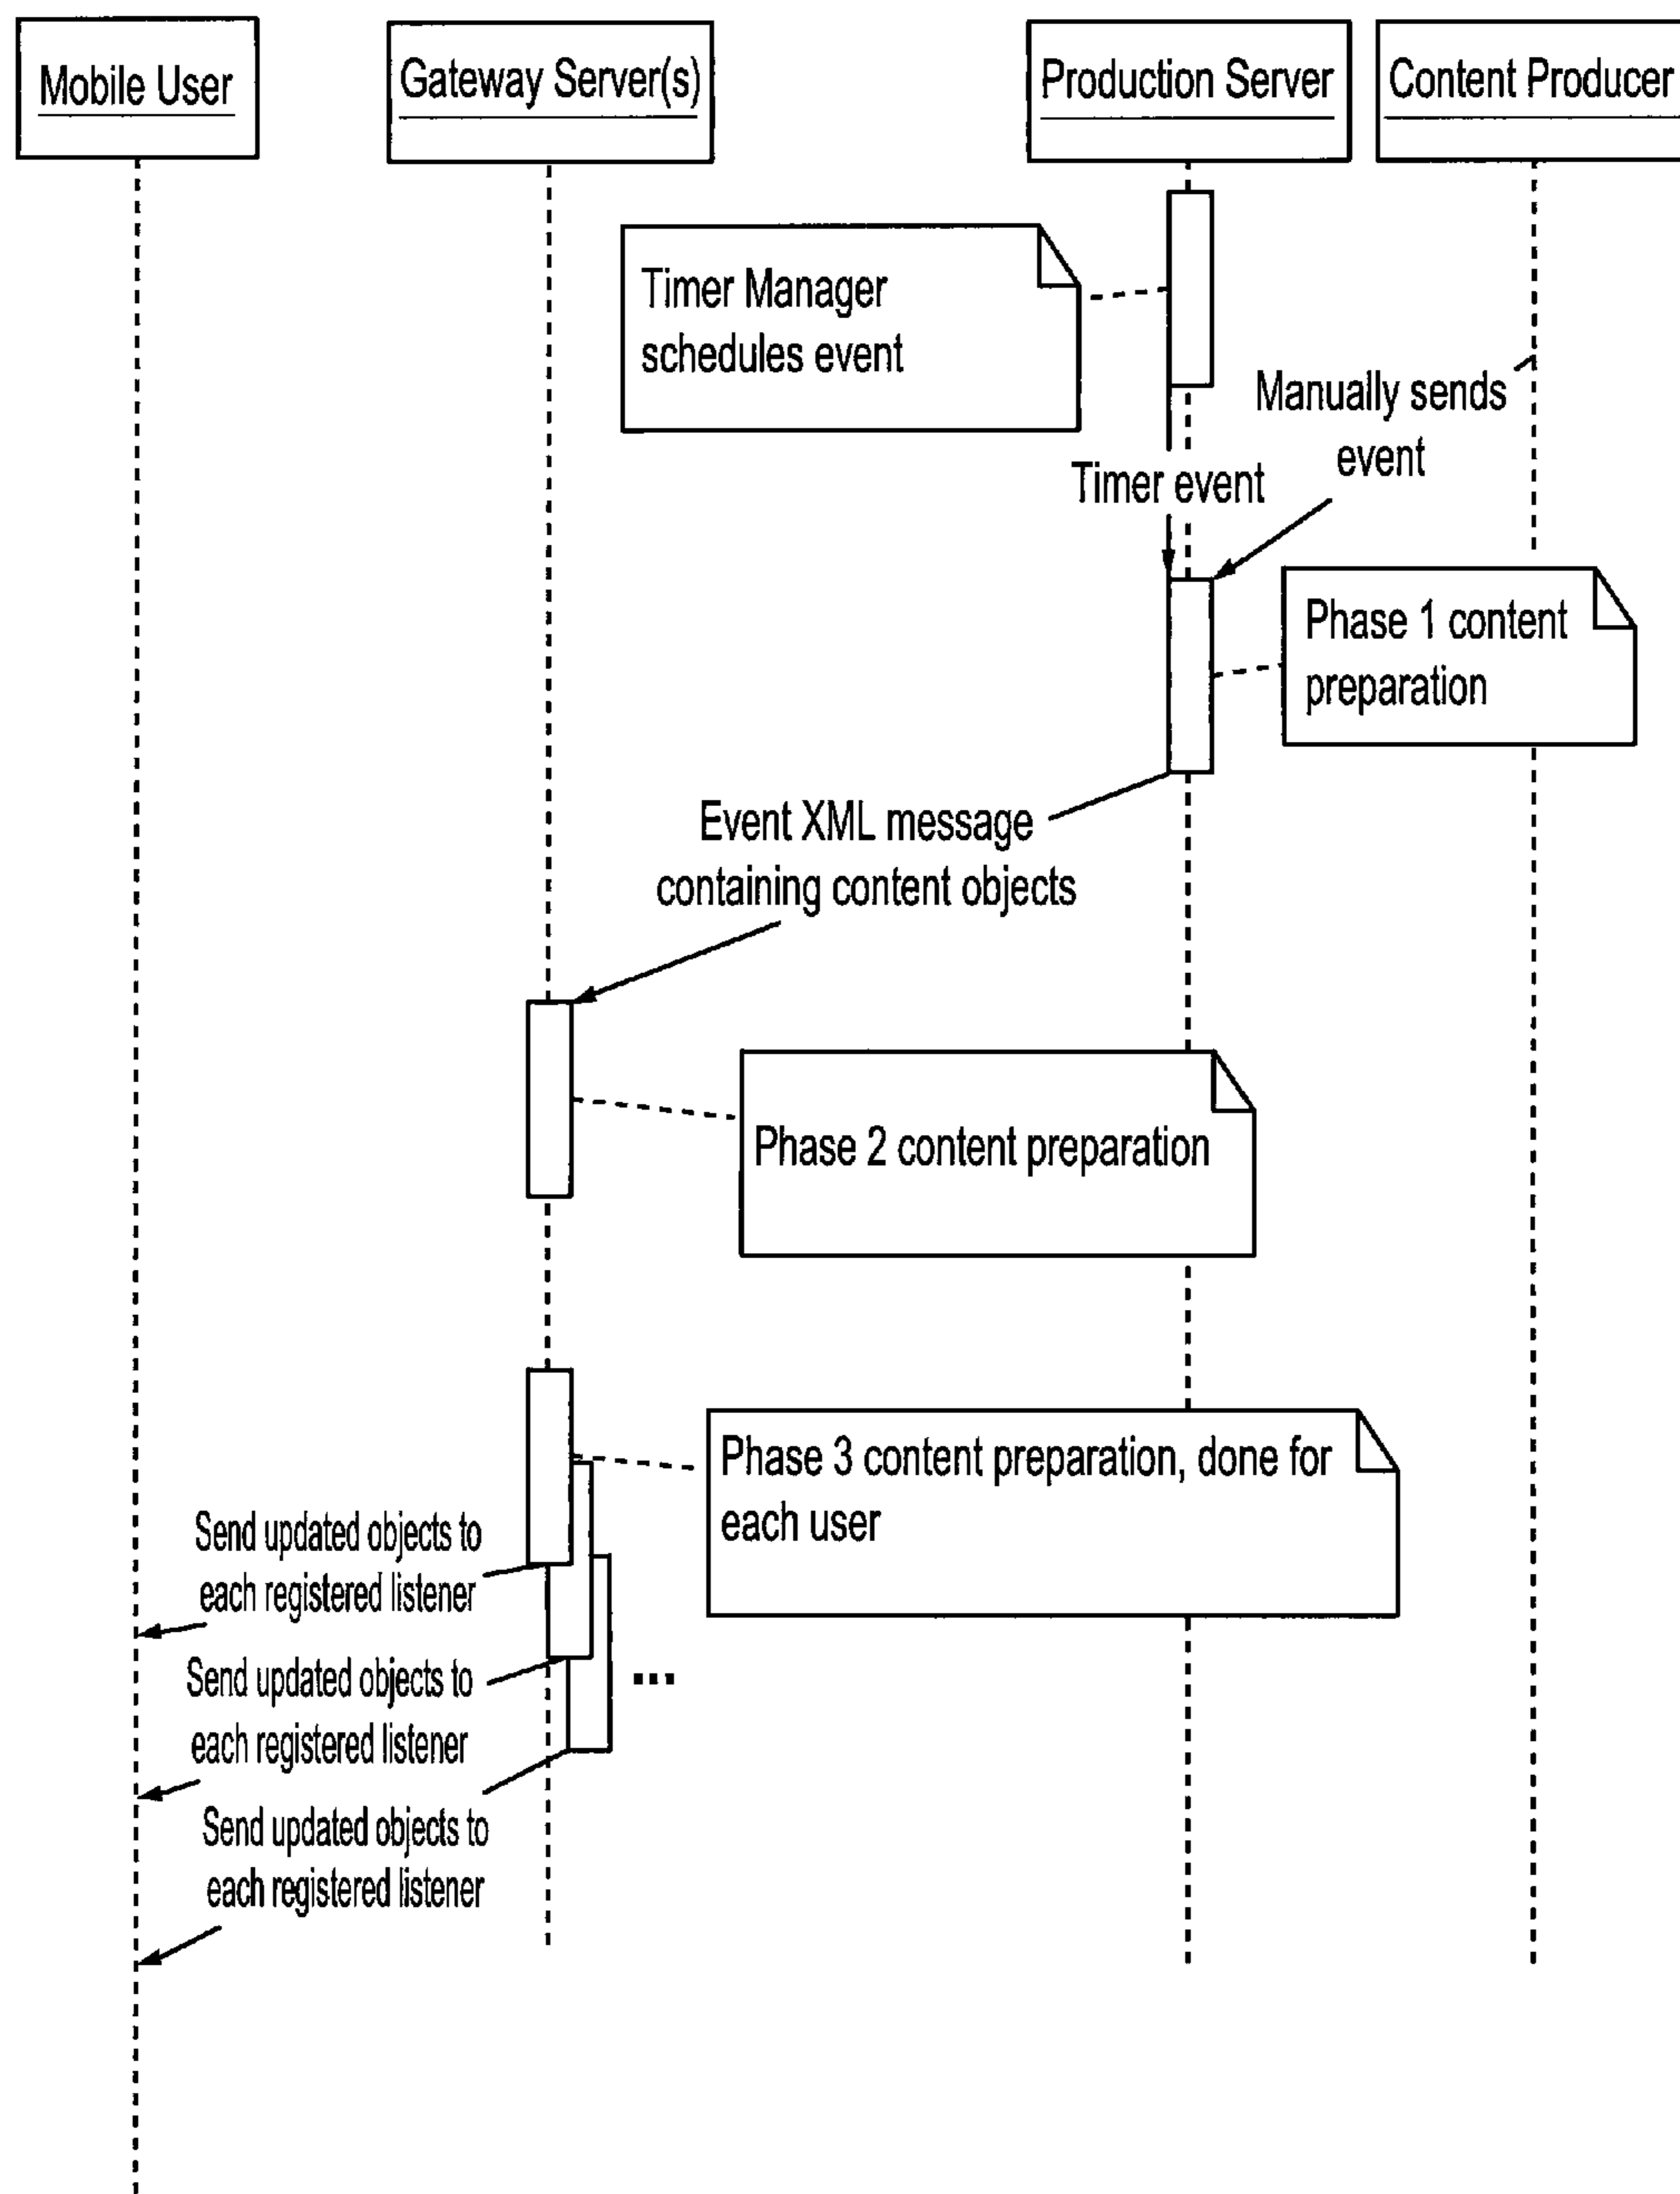 Mobile User
Gateway Server(s)
Production Server
Content Producer
Timer Manager
schedules event
Manually sends
event
Timer event
Phase 1 content
preparation
Event XML message
containing content objects
Phase 2 content preparation
Phase 3 content preparation, done for
each user
Send updated objects to
each registered listener
Send updated objects to
each registered listener
...
Send updated objects to
each registered listener